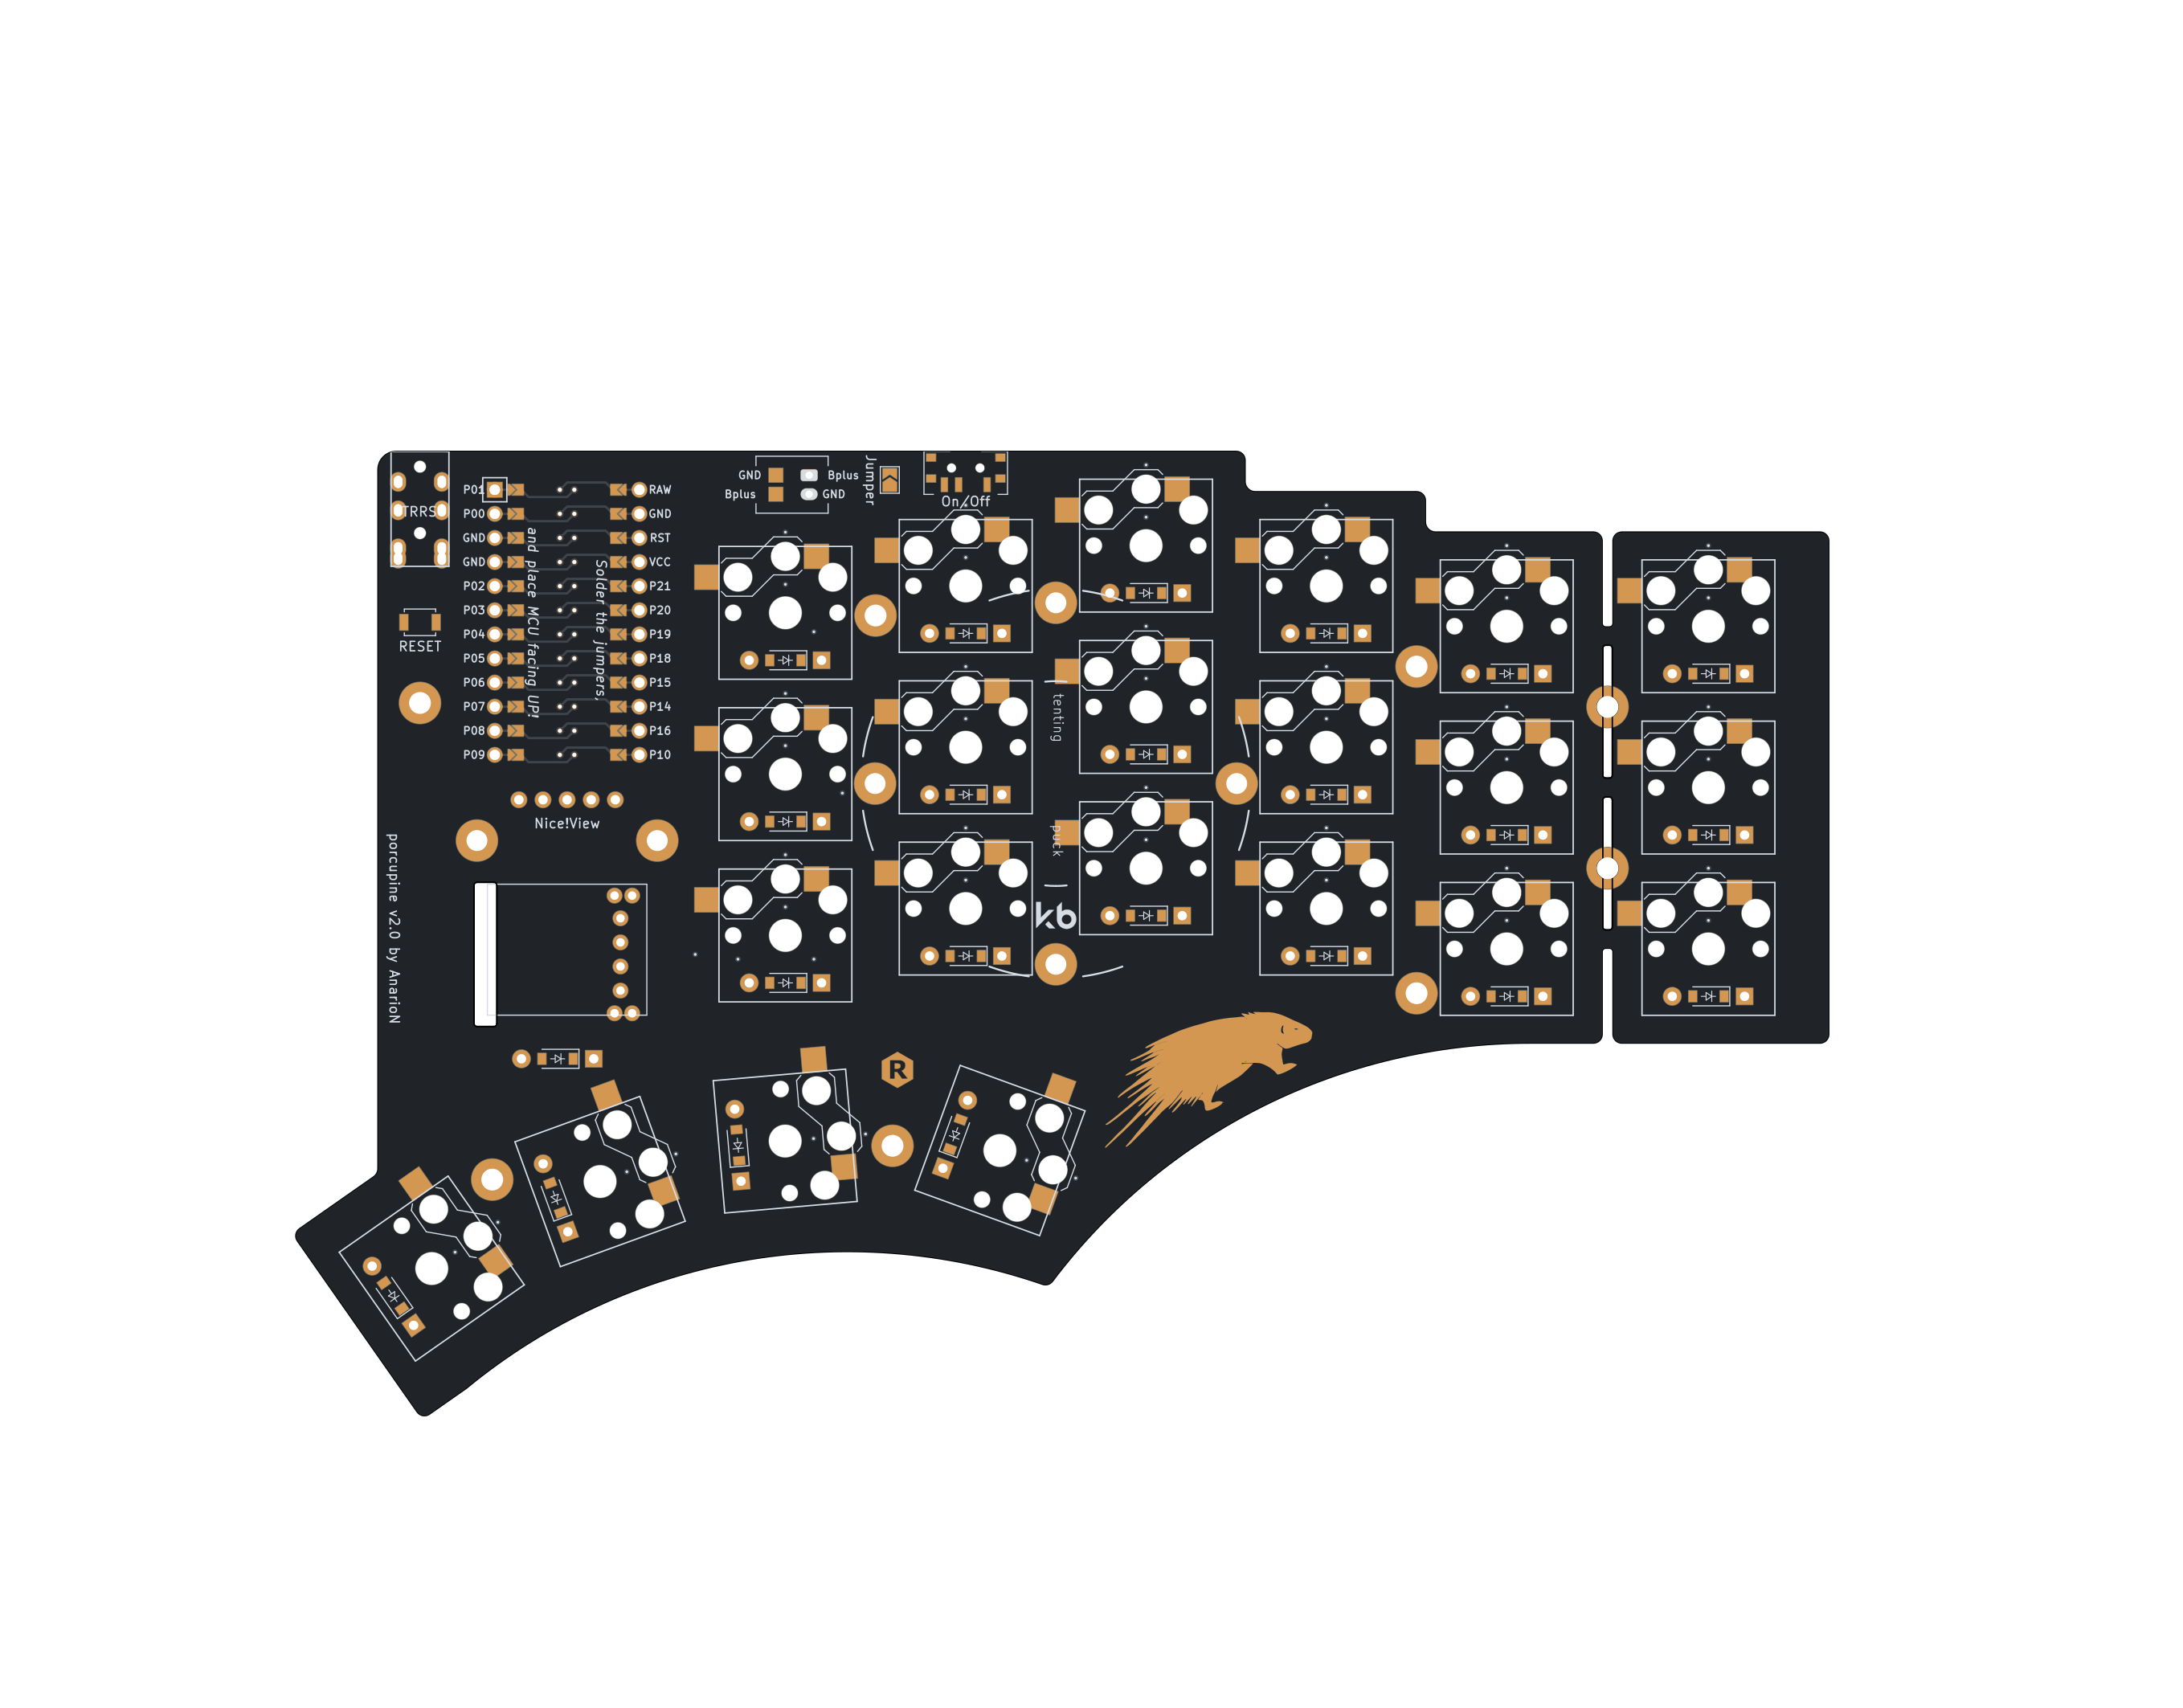 TRRS
RESET
P01
P00
GND
GND
P02
P03
P04
P05
P06
P07
P08
P09
RAW
GND
RST
VCC
P21
P20
P19
P18
P15
P14
P16
P10
Solder the jumpers,
and place MCU facing UP!
Nice!View
GND
Bplus
Bplus
GND
Jumper
On/Off
tenting
puck
kb
R
porcupine v2.0 by AnarioN